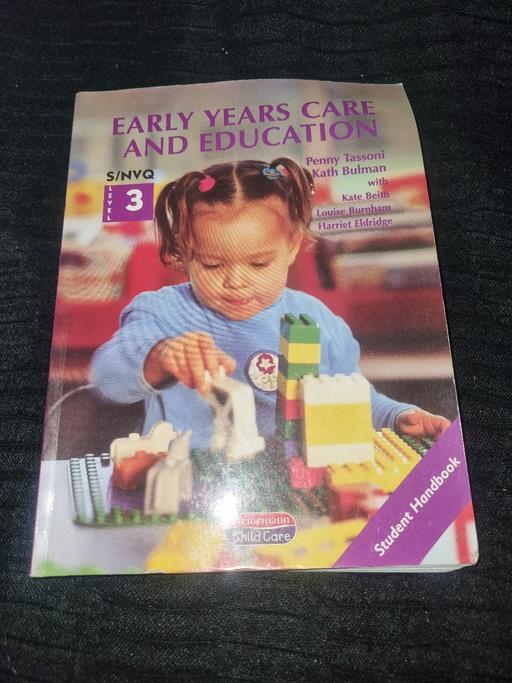 EARLY YEARS CARE
AND EDUCATION
Penny Tassoni
Kath Bulman
with
Kate Beith
Louise Burnham
Harriet Eldridge
S/NVQ
LEVEL
3
Heinemann
Child Care
Student Handbook